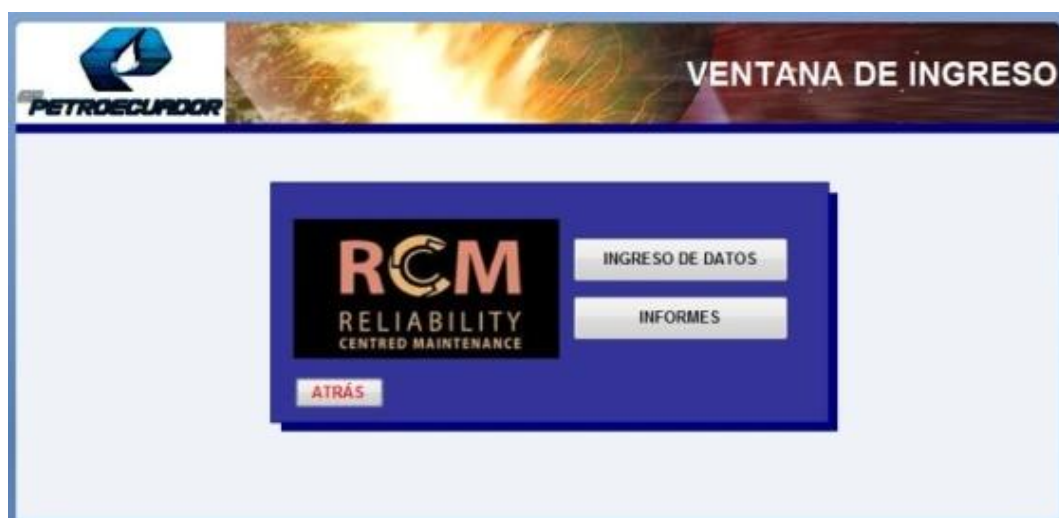 PETROECUADOR
VENTANA DE INGRESO
RCM
RELIABILITY
CENTRED MAINTENANCE
INGRESO DE DATOS
INFORMES
ATRÁS